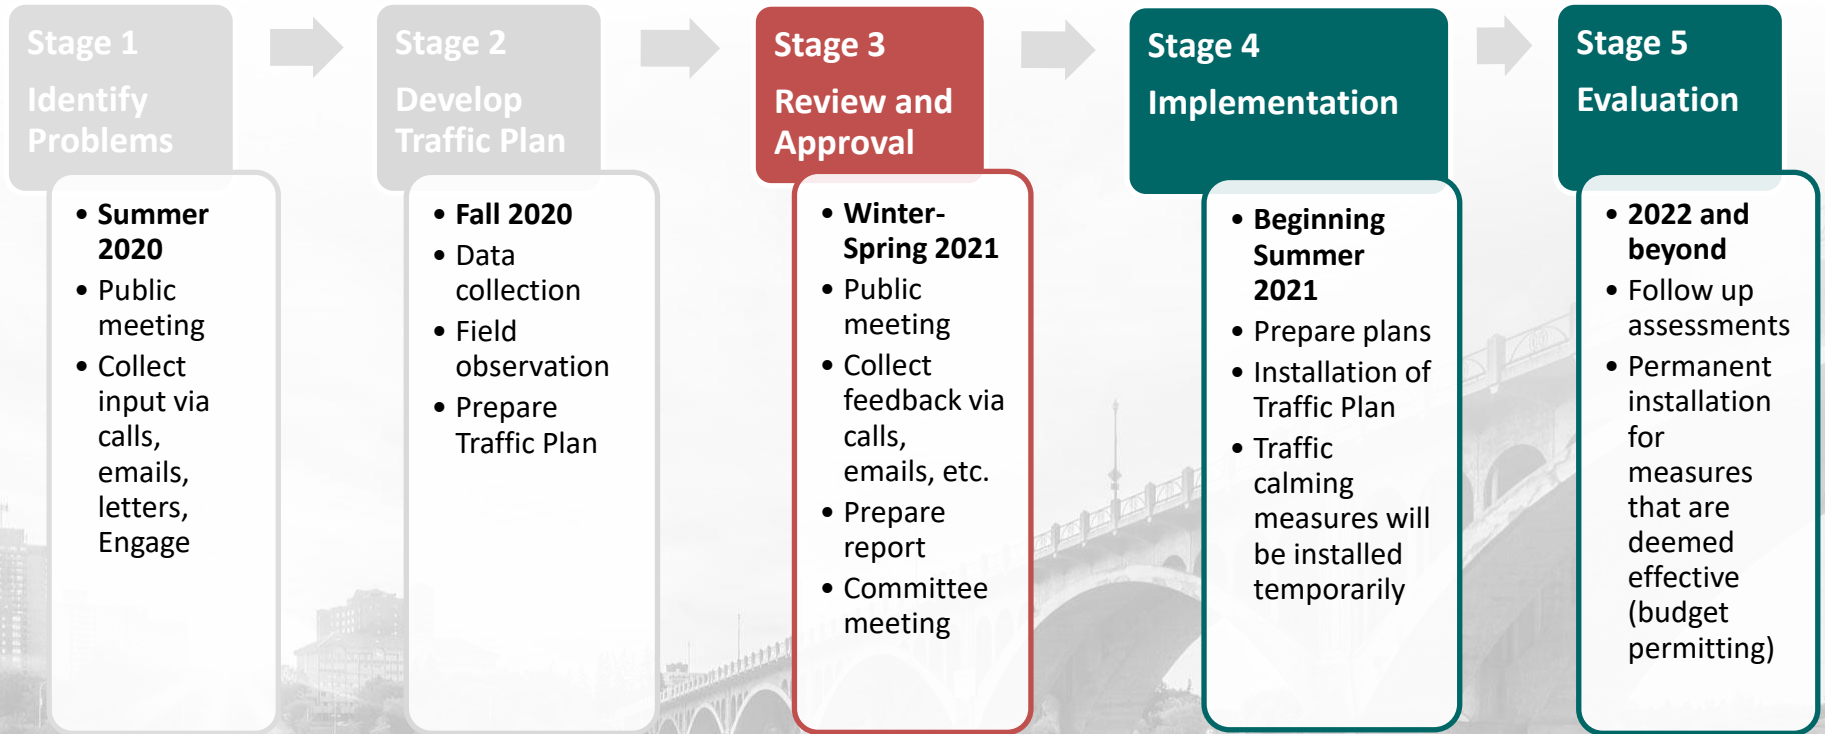 Stage 1
Identify
Problems
• Summer
2020
• Public
meeting
• Collect
input via
calls,
emails,
letters,
Engage
Stage 2
Develop
Traffic Plan
• Fall 2020
• Data
collection
• Field
observation
• Prepare
Traffic Plan
Stage 3
Review and
Approval
• Winter-
Spring 2021
• Public
meeting
• Collect
feedback via
calls,
emails, etc.
• Prepare
report
• Committee
meeting
Stage 4
Implementation
• Beginning
Summer
2021
• Prepare plans
• Installation of
Traffic Plan
• Traffic
calming
measures will
be installed
temporarily
Stage 5
Evaluation
• 2022 and
beyond
• Follow up
assessments
• Permanent
installation
for
measures
that are
deemed
effective
(budget
permitting)